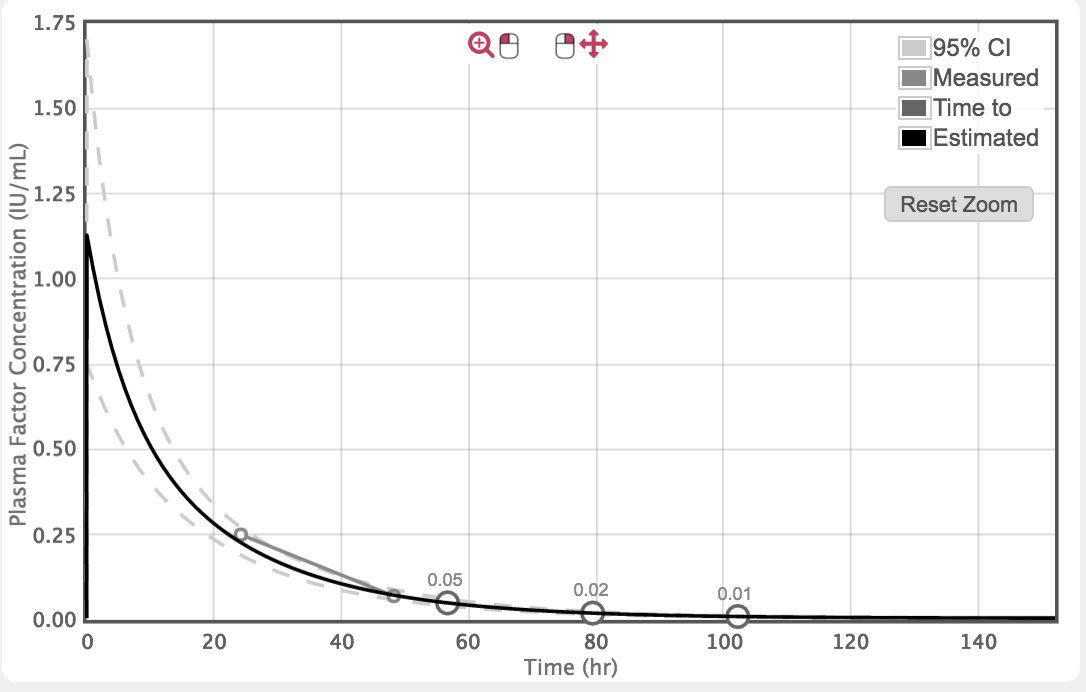 1.75
1.50
1.25
1.00
0.75
0.50
0.25
0.00
Plasma Factor Concentration (IU/mL)
95% CI
Measured
Time to
Estimated
Reset Zoom
0.05
0.02
0.01
0 20 40 60 80 100 120 140
Time (hr)